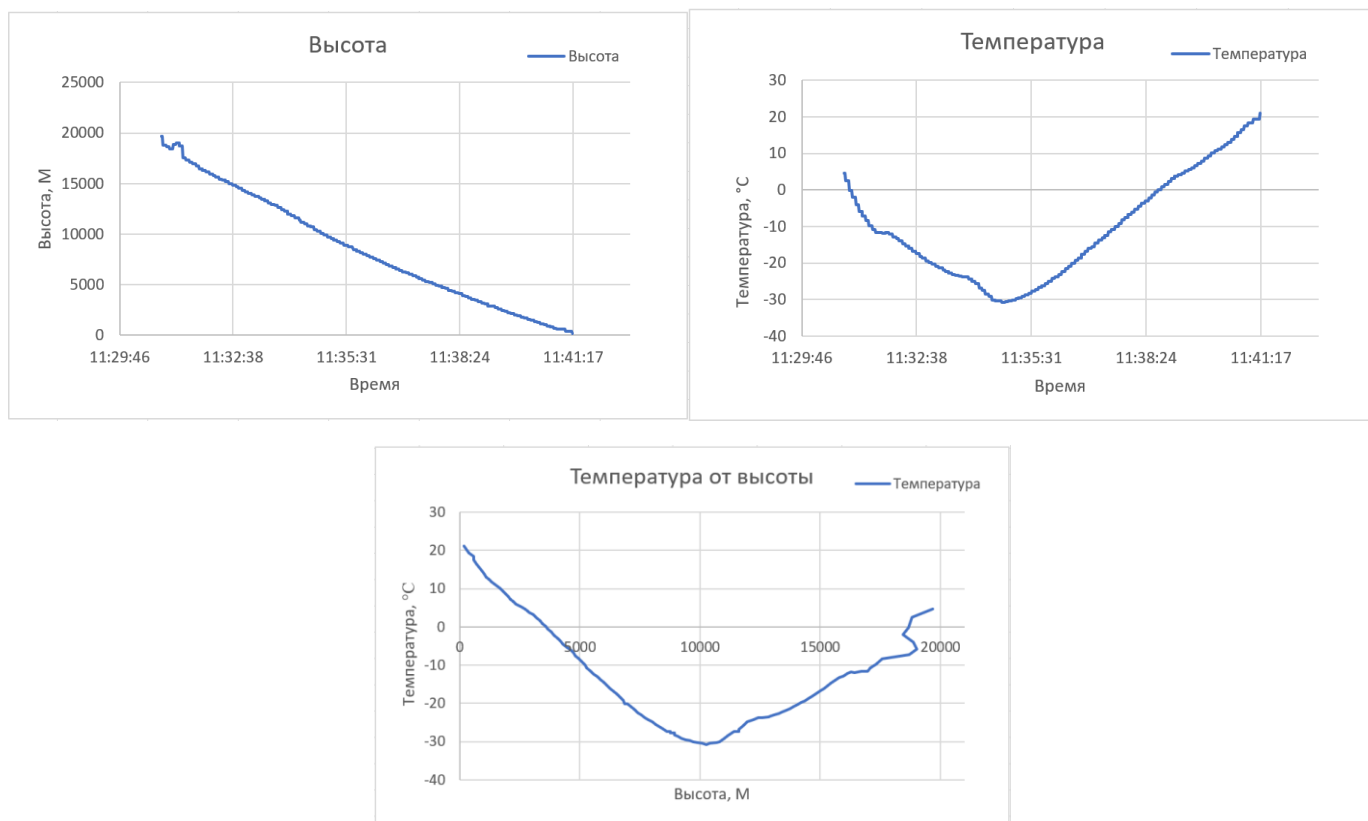 Высота
Высота
25000
20000
15000
10000
5000
0
Высота, М
11:29:46 11:32:38 11:35:31 11:38:24 11:41:17
Время
Температура
Температура
30
20
10
0
-10
-20
-30
-40
Температура, °С
11:29:46 11:32:38 11:35:31 11:38:24 11:41:17
Время
Температура от высоты
Температура
30
20
10
0
-10
-20
-30
-40
Температура, °С
0 5000 10000 15000 20000
Высота, М